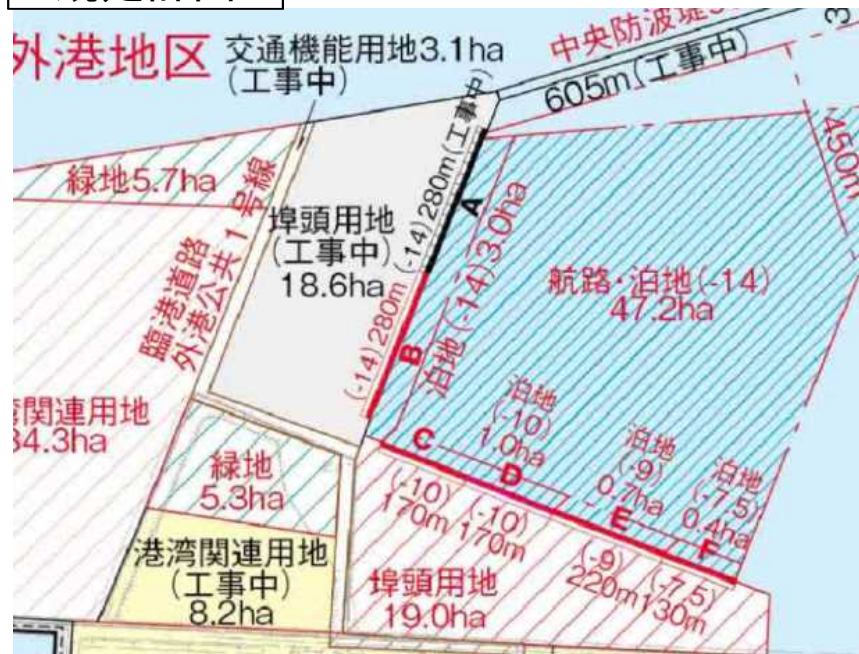 外港地区
交通機能用地3.1ha
(工事中)
中央防波堤
605m(工事中)
450m
緑地5.7ha
臨港道路
外港公共1号線
埠頭用地
(工事中)
18.6ha
(-14)280m(工事中)
A
(-14)280m
B
泊地(-14)3.0ha
航路・泊地(-14)
47.2ha
関連用地
34.3ha
緑地
5.3ha
港湾関連用地
(工事中)
8.2ha
泊地
(-10)
1.0ha
泊地
(-9)
0.7ha
泊地
(-7.5)
0.4ha
C
D
E
F
(-10)
170m
(-10)
170m
(-9)
220m
(-7.5)
130m
埠頭用地
19.0ha